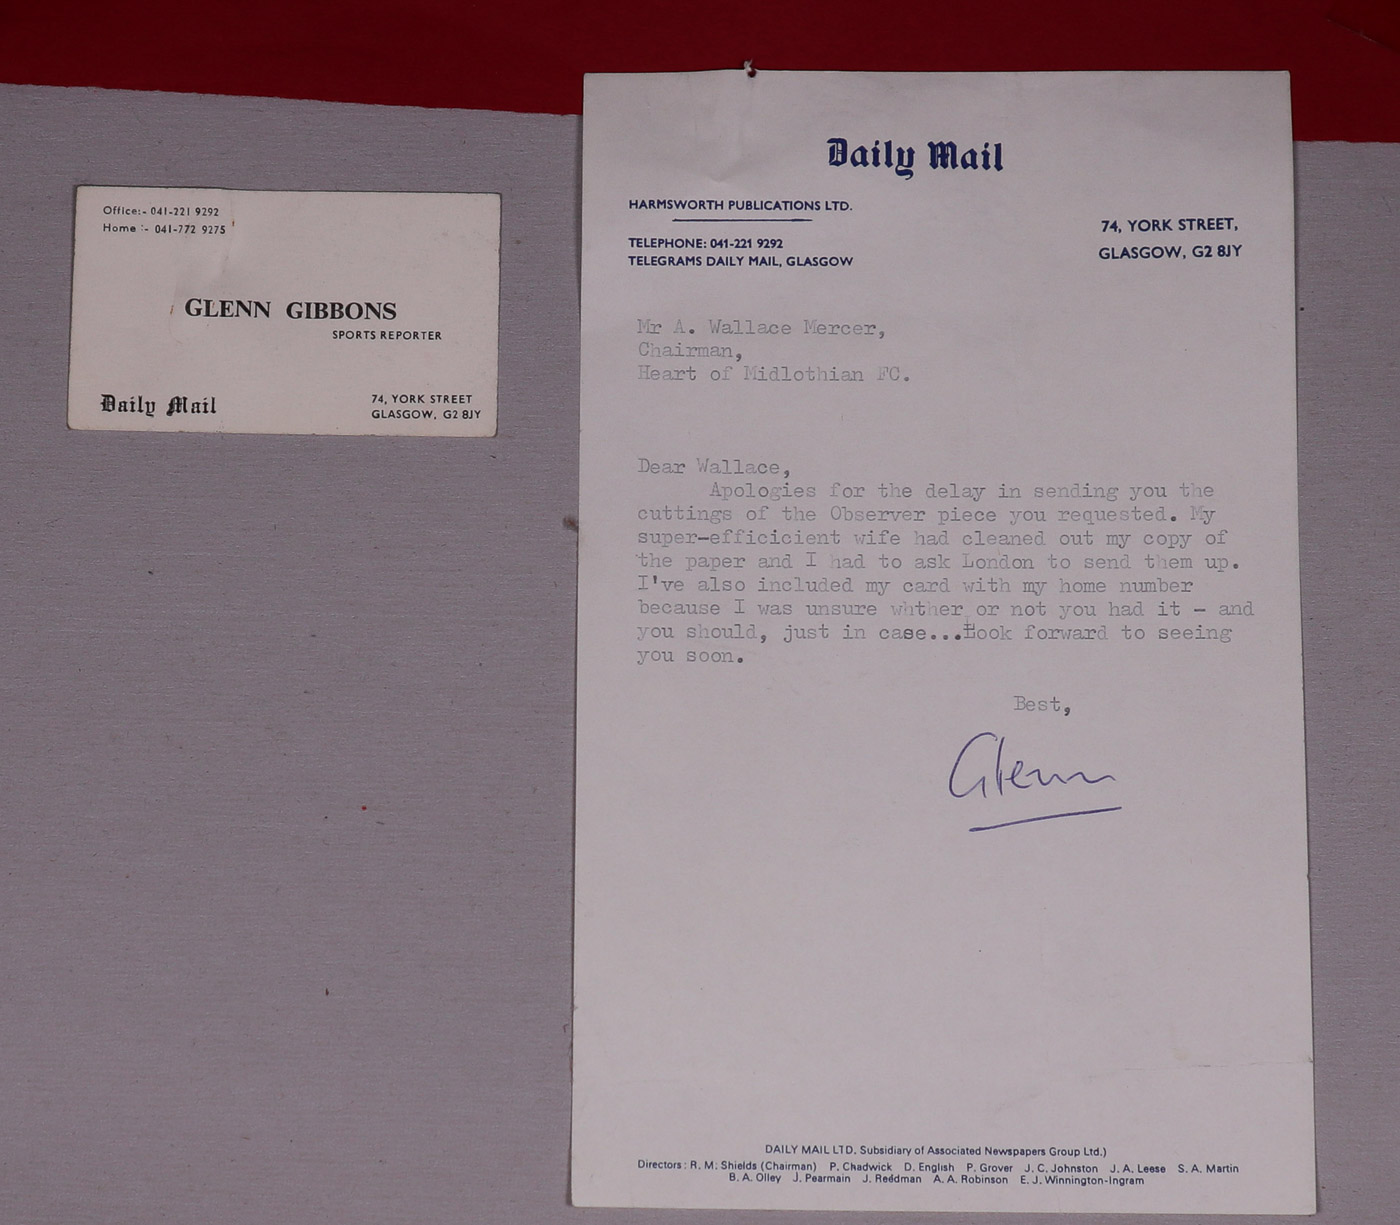 Office:- 041-221 9292
Home :- 041-772 9275
GLENN GIBBONS
SPORTS REPORTER
Daily Mail
74, YORK STREET
GLASGOW, G2 8JY
Daily Mail
HARMSWORTH PUBLICATIONS LTD.
TELEPHONE: 041-221 9292
TELEGRAMS DAILY MAIL, GLASGOW
74, YORK STREET,
GLASGOW, G2 8JY
Mr A. Wallace Mercer,
Chairman,
Heart of Midlothian FC.
Dear Wallace,
Apologies for the delay in sending you the
cuttings of the Observer piece you requested. My
super-efficicient wife had cleaned out my copy of
the paper and I had to ask London to send them up.
I've also included my card with my home number
because I was unsure whther or not you had it - and
you should, just in case...Look forward to seeing
you soon.
Best,
Glenn
DAILY MAIL LTD. Subsidiary of Associated Newspapers Group Ltd.)
Directors: R. M. Shields (Chairman) P. Chadwick D. English P. Grover J. C. Johnston J. A. Leese S. A. Martin
B. A. Olley J. Pearmain J. Reddman A. A. Robinson E. J. Winnington-Ingram